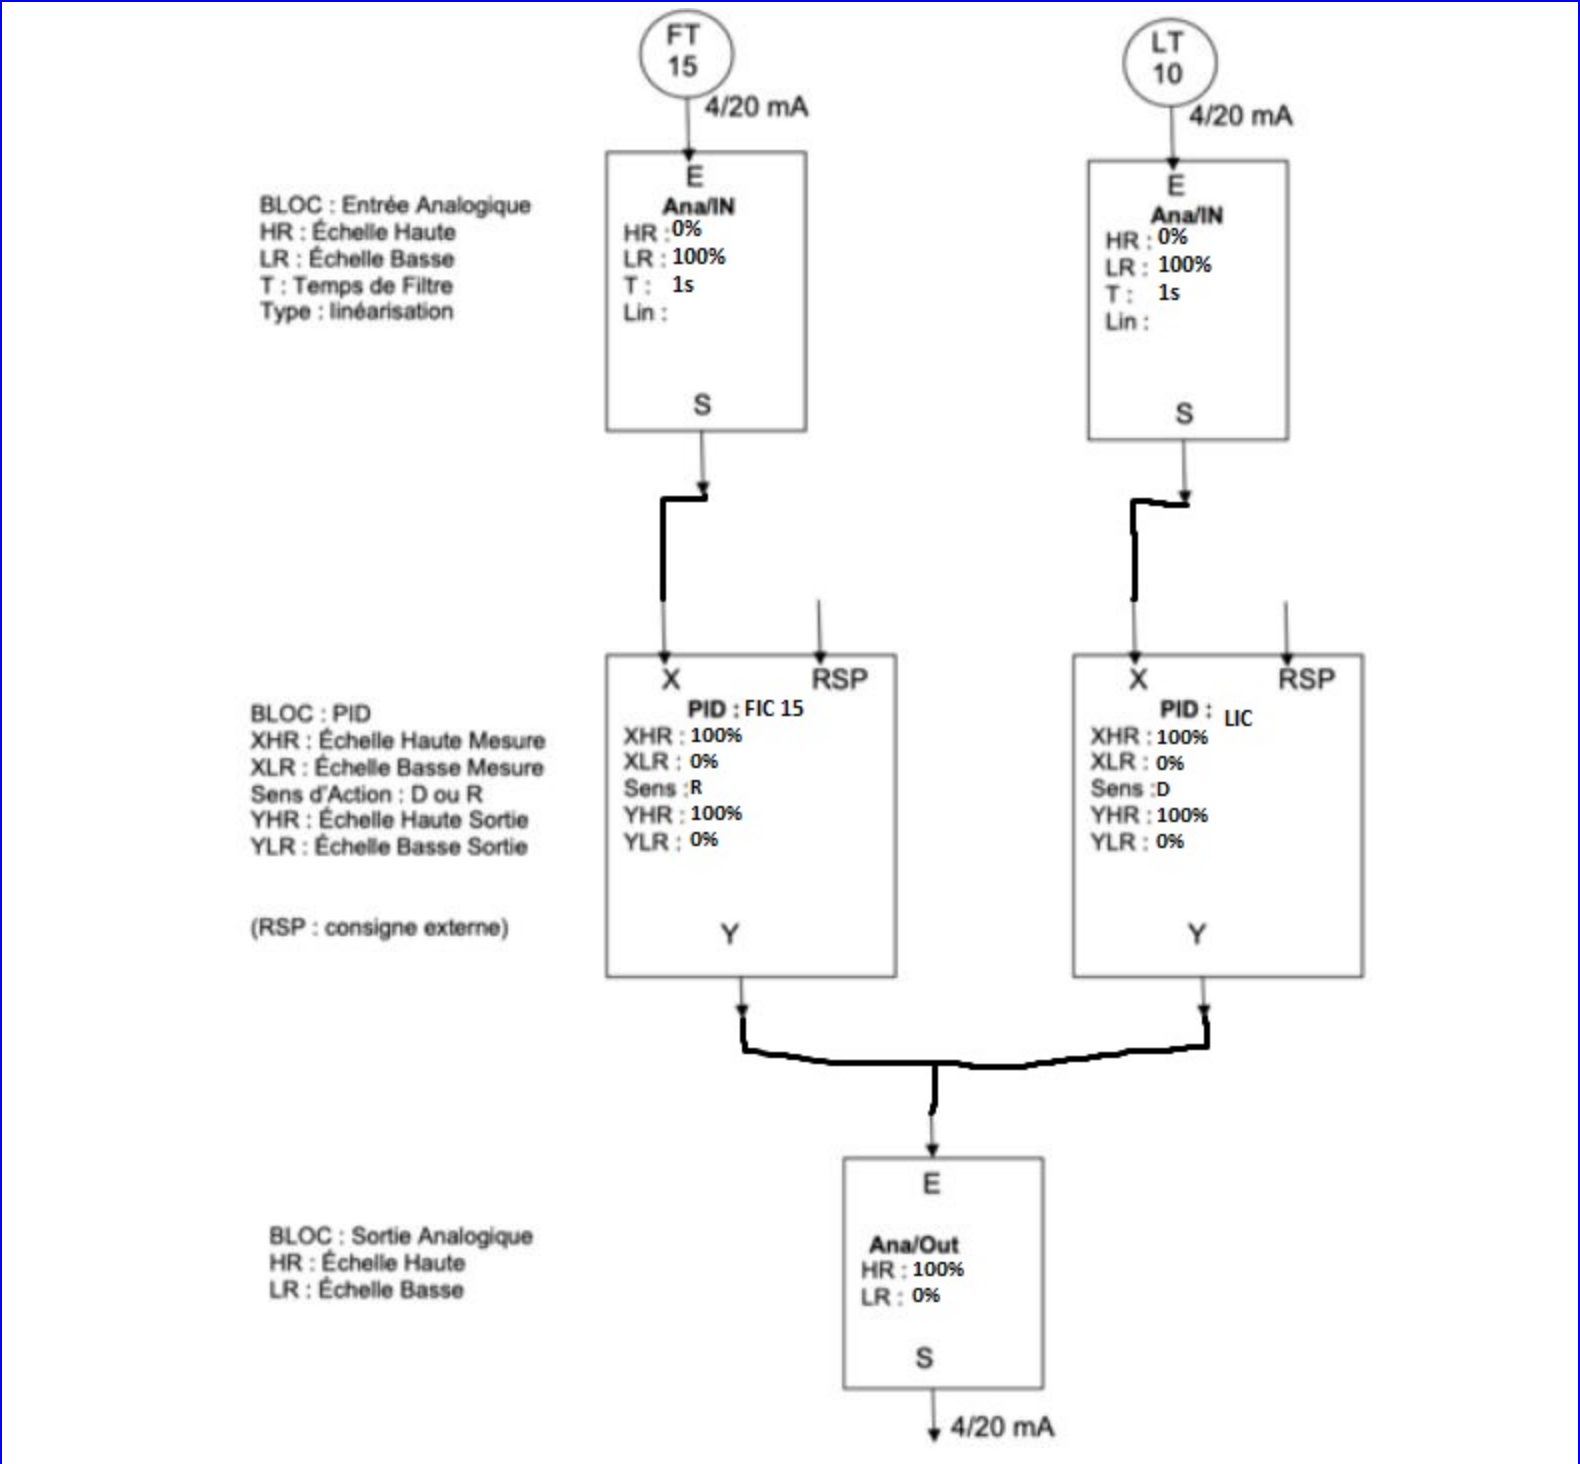 FT
15
4/20 mA
LT
10
4/20 mA
BLOC : Entrée Analogique
HR : Échelle Haute
LR : Échelle Basse
T : Temps de Filtre
Type : linéarisation
E
Ana/IN
HR : 0%
LR : 100%
T : 1s
Lin :
S
E
Ana/IN
HR : 0%
LR : 100%
T : 1s
Lin :
S
BLOC : PID
XHR : Échelle Haute Mesure
XLR : Échelle Basse Mesure
Sens d'Action : D ou R
YHR : Échelle Haute Sortie
YLR : Échelle Basse Sortie
(RSP : consigne externe)
X RSP
PID : FIC 15
XHR : 100%
XLR : 0%
Sens : R
YHR : 100%
YLR : 0%
Y
X RSP
PID : LIC
XHR : 100%
XLR : 0%
Sens : D
YHR : 100%
YLR : 0%
Y
BLOC : Sortie Analogique
HR : Échelle Haute
LR : Échelle Basse
E
Ana/Out
HR : 100%
LR : 0%
S
4/20 mA